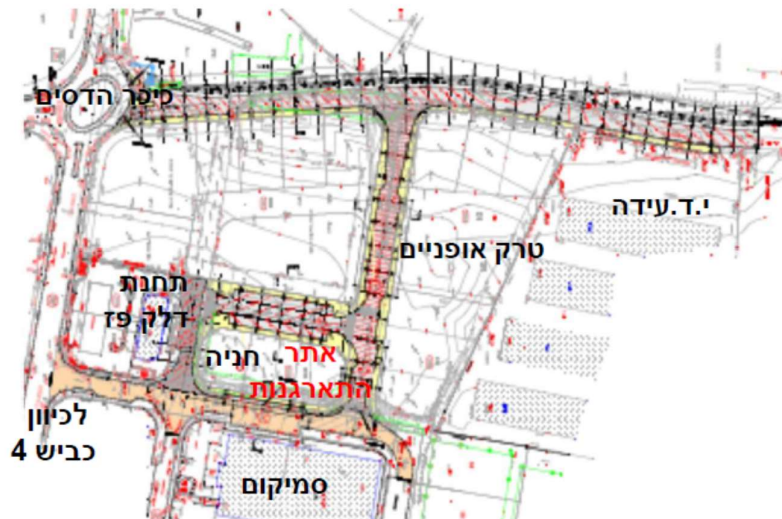 כיכר הדסים
י.ד.עידה
טרק אופניים
תחנת
דלק פז
חניה
אתר
התארגנות
לכיוון
כביש 4
סמיקום